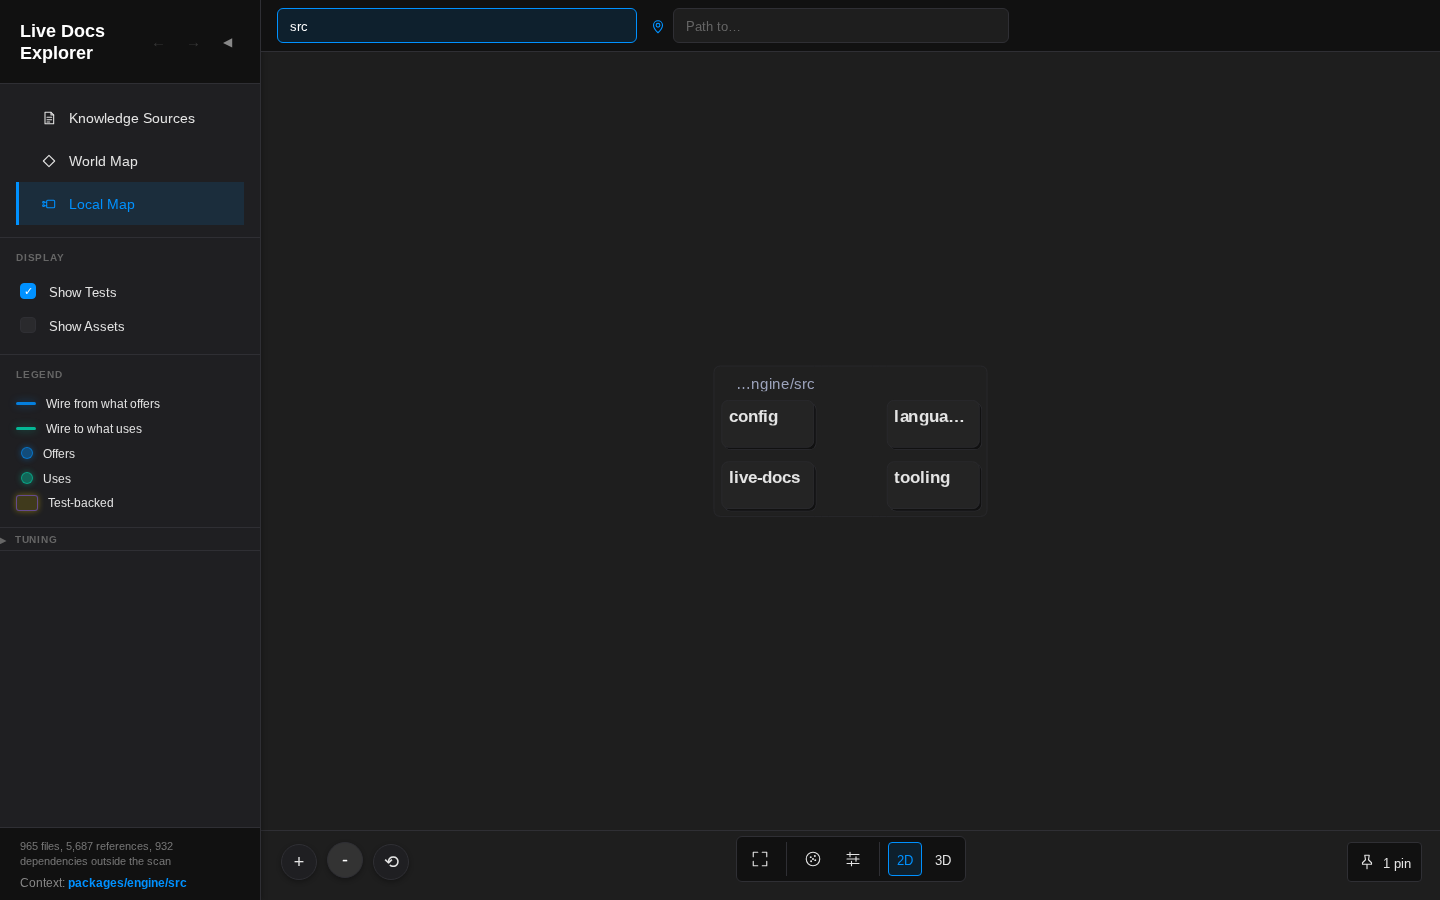 Live Docs
Explorer
← → ◀
src
Path to...
Knowledge Sources
World Map
Local Map
DISPLAY
✓ Show Tests
Show Assets
LEGEND
Wire from what offers
Wire to what uses
Offers
Uses
Test-backed
▶ TUNING
965 files, 5,687 references, 932
dependencies outside the scan
Context: packages/engine/src
...ngine/src
config
langua...
live-docs
tooling
+ - ⟲
2D 3D
1 pin